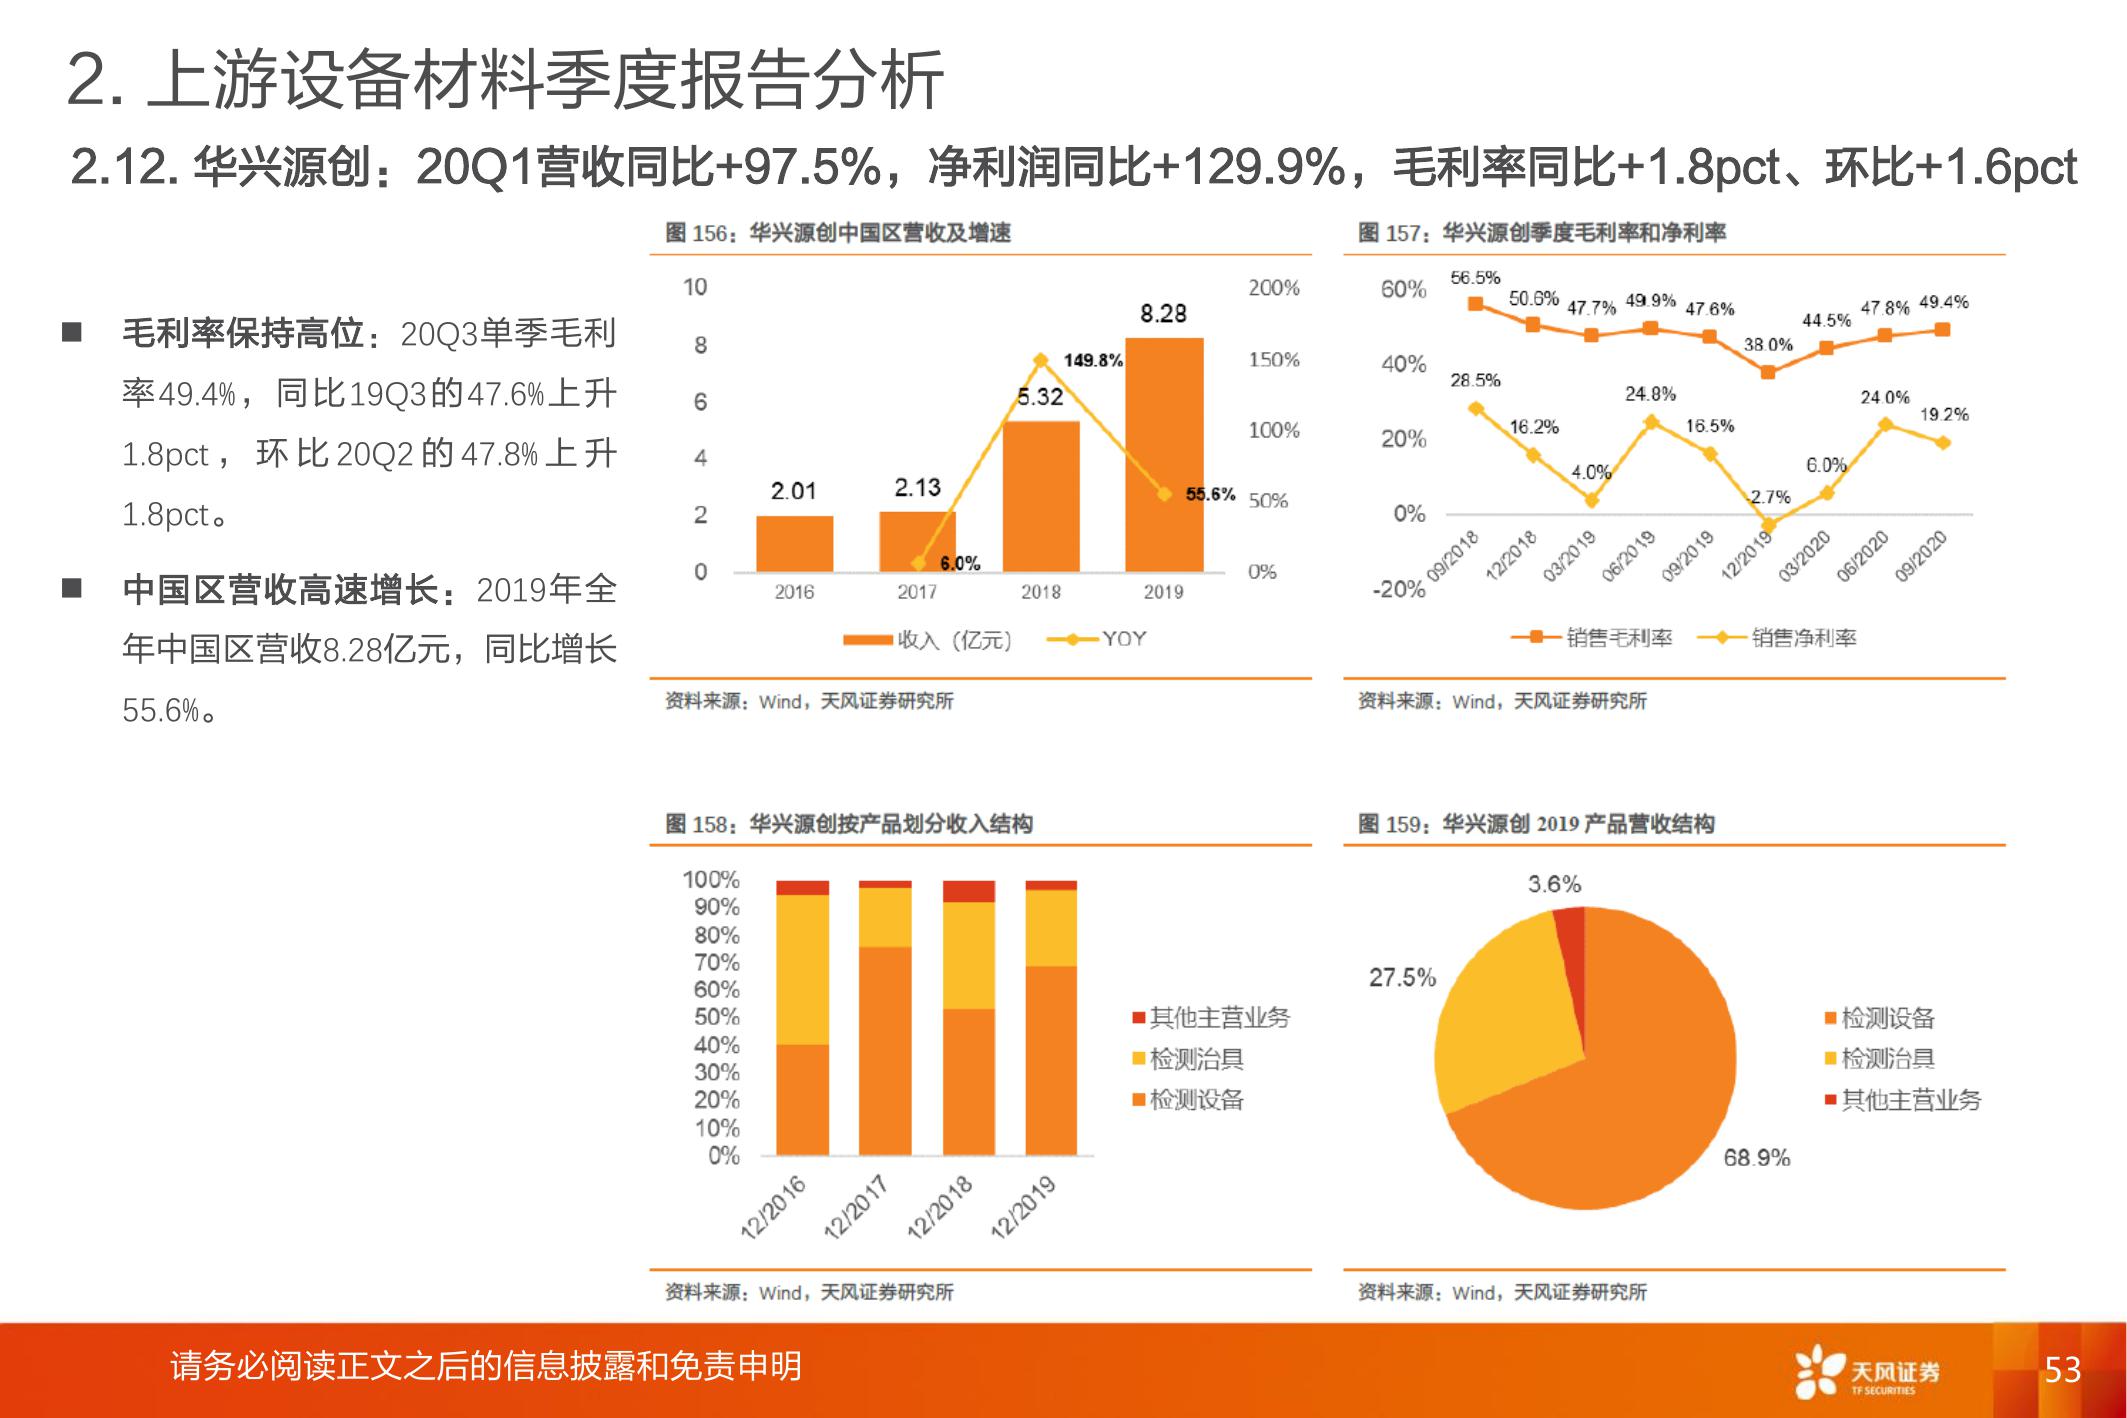 2. 上游设备材料季度报告分析
2.12. 华兴源创：20Q1营收同比+97.5%，净利润同比+129.9%，毛利率同比+1.8pct、环比+1.6pct
■ 毛利率保持高位：20Q3单季毛利
率49.4%，同比19Q3的47.6%上升
1.8pct，环比20Q2的47.8%上升
1.8pct。
■ 中国区营收高速增长：2019年全
年中国区营收8.28亿元，同比增长
55.6%。
图 156：华兴源创中国区营收及增速
10
8
6
4
2
0
200%
150%
100%
50%
0%
2.01
2.13
5.32
8.28
6.0%
149.8%
55.6%
2016 2017 2018 2019
收入（亿元） YOY
资料来源：Wind，天风证券研究所
图 157：华兴源创季度毛利率和净利率
60%
40%
20%
0%
-20%
56.5% 50.6% 47.7% 49.9% 47.6% 38.0% 44.5% 47.8% 49.4%
28.5% 16.2% 4.0% 24.8% 16.5% -2.7% 6.0% 24.0% 19.2%
09/2018 12/2018 03/2019 06/2019 09/2019 12/2019 03/2020 06/2020 09/2020
销售毛利率 销售净利率
资料来源：Wind，天风证券研究所
图 158：华兴源创按产品划分收入结构
100%
90%
80%
70%
60%
50%
40%
30%
20%
10%
0%
12/2016 12/2017 12/2018 12/2019
其他主营业务
检测治具
检测设备
资料来源：Wind，天风证券研究所
图 159：华兴源创 2019 产品营收结构
3.6%
27.5%
68.9%
检测设备
检测治具
其他主营业务
资料来源：Wind，天风证券研究所
请务必阅读正文之后的信息披露和免责申明
天风证券
TF SECURITIES
53